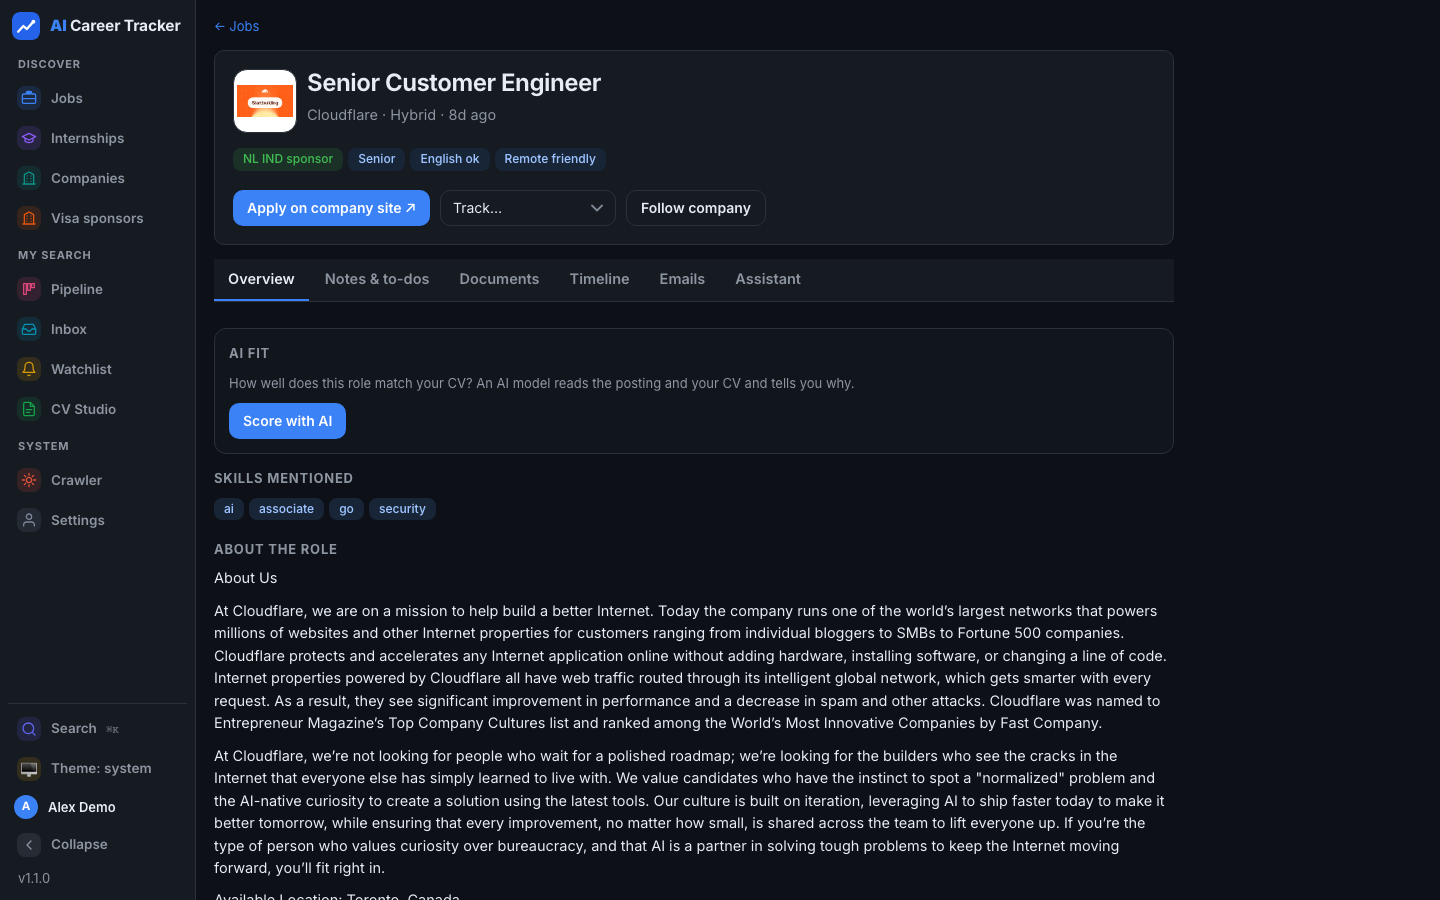 AI Career Tracker
DISCOVER
Jobs
Internships
Companies
Visa sponsors
MY SEARCH
Pipeline
Inbox
Watchlist
CV Studio
SYSTEM
Crawler
Settings
Search ⌘K
Theme: system
A Alex Demo
Collapse
v1.1.0
← Jobs
Senior Customer Engineer
Cloudflare · Hybrid · 8d ago
NL IND sponsor Senior English ok Remote friendly
Apply on company site ↗ Track... Follow company
Overview Notes & to-dos Documents Timeline Emails Assistant
AI FIT
How well does this role match your CV? An AI model reads the posting and your CV and tells you why.
Score with AI
SKILLS MENTIONED
ai associate go security
ABOUT THE ROLE
About Us
At Cloudflare, we are on a mission to help build a better Internet. Today the company runs one of the world’s largest networks that powers
millions of websites and other Internet properties for customers ranging from individual bloggers to SMBs to Fortune 500 companies.
Cloudflare protects and accelerates any Internet application online without adding hardware, installing software, or changing a line of code.
Internet properties powered by Cloudflare all have web traffic routed through its intelligent global network, which gets smarter with every
request. As a result, they see significant improvement in performance and a decrease in spam and other attacks. Cloudflare was named to
Entrepreneur Magazine’s Top Company Cultures list and ranked among the World’s Most Innovative Companies by Fast Company.
At Cloudflare, we’re not looking for people who wait for a polished roadmap; we’re looking for the builders who see the cracks in the
Internet that everyone else has simply learned to live with. We value candidates who have the instinct to spot a "normalized" problem and
the AI-native curiosity to create a solution using the latest tools. Our culture is built on iteration, leveraging AI to ship faster today to make it
better tomorrow, while ensuring that every improvement, no matter how small, is shared across the team to lift everyone up. If you’re the
type of person who values curiosity over bureaucracy, and that AI is a partner in solving tough problems to keep the Internet moving
forward, you’ll fit right in.
Available Location: Toronto, Canada